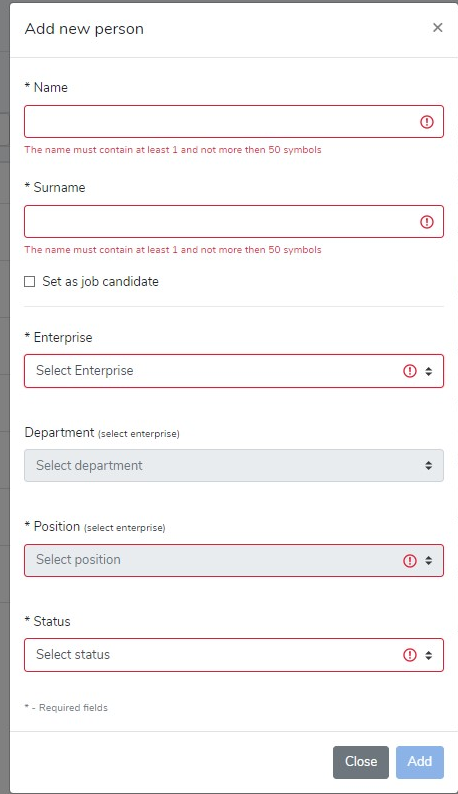 Add new person
* Name
The name must contain at least 1 and not more then 50 symbols
* Surname
The name must contain at least 1 and not more then 50 symbols
Set as job candidate
* Enterprise
Select Enterprise
Department (select enterprise)
Select department
* Position (select enterprise)
Select position
* Status
Select status
* - Required fields
Close Add